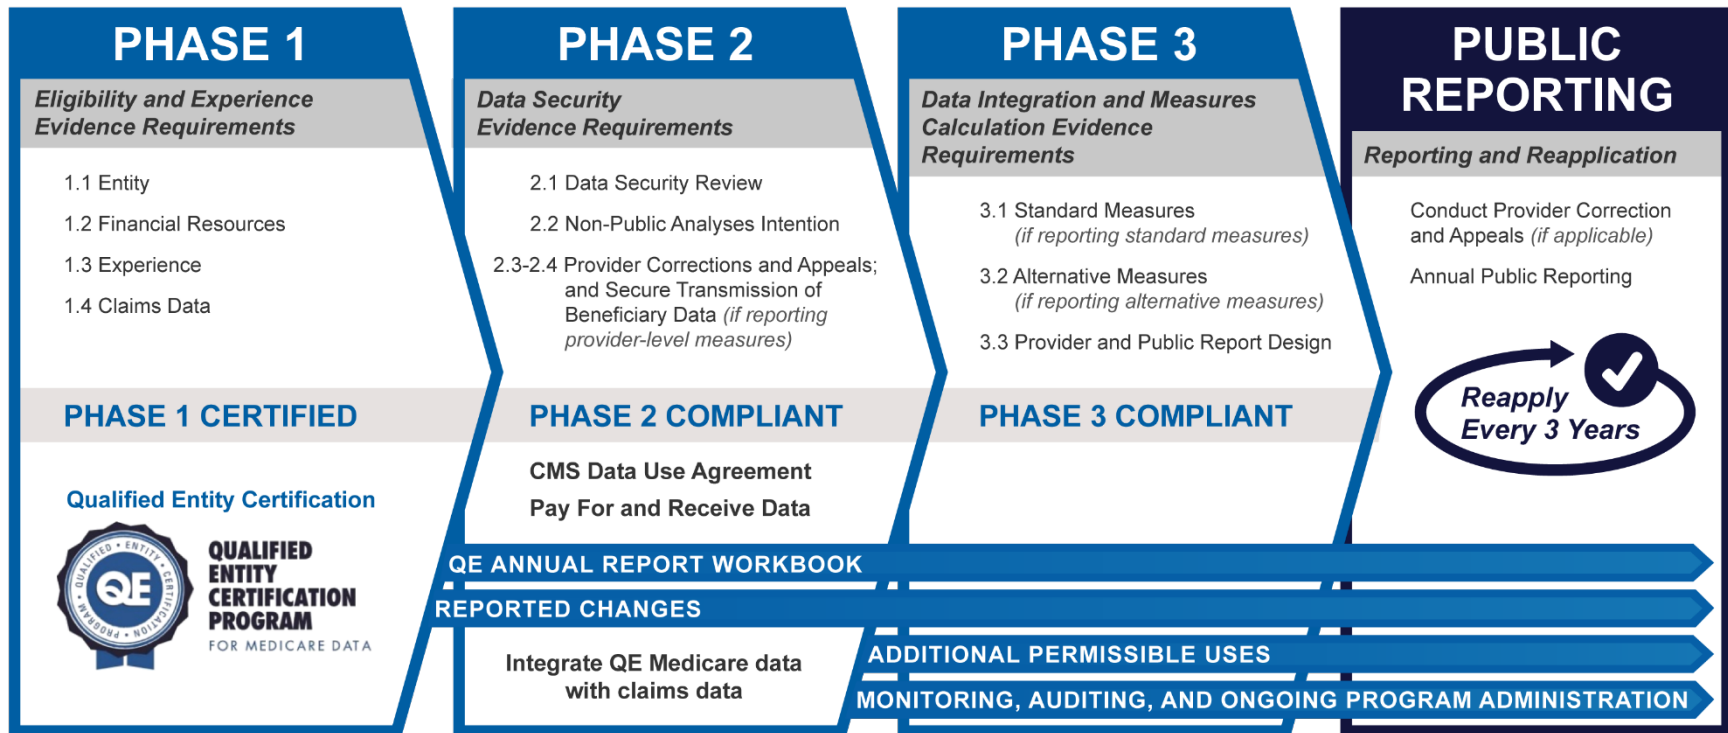 PHASE 1
Eligibility and Experience
Evidence Requirements
1.1 Entity
1.2 Financial Resources
1.3 Experience
1.4 Claims Data
PHASE 1 CERTIFIED
Qualified Entity Certification
QUALIFIED • ENTITY • CERTIFICATION • PROGRAM •
QE
QUALIFIED
ENTITY
CERTIFICATION
PROGRAM
FOR MEDICARE DATA
PHASE 2
Data Security
Evidence Requirements
2.1 Data Security Review
2.2 Non-Public Analyses Intention
2.3-2.4 Provider Corrections and Appeals;
and Secure Transmission of
Beneficiary Data (if reporting
provider-level measures)
PHASE 2 COMPLIANT
CMS Data Use Agreement
Pay For and Receive Data
QE ANNUAL REPORT WORKBOOK
REPORTED CHANGES
Integrate QE Medicare data
with claims data
PHASE 3
Data Integration and Measures
Calculation Evidence
Requirements
3.1 Standard Measures
(if reporting standard measures)
3.2 Alternative Measures
(if reporting alternative measures)
3.3 Provider and Public Report Design
PHASE 3 COMPLIANT
ADDITIONAL PERMISSIBLE USES
MONITORING, AUDITING, AND ONGOING PROGRAM ADMINISTRATION
PUBLIC
REPORTING
Reporting and Reapplication
Conduct Provider Correction
and Appeals (if applicable)
Annual Public Reporting
Reapply
Every 3 Years